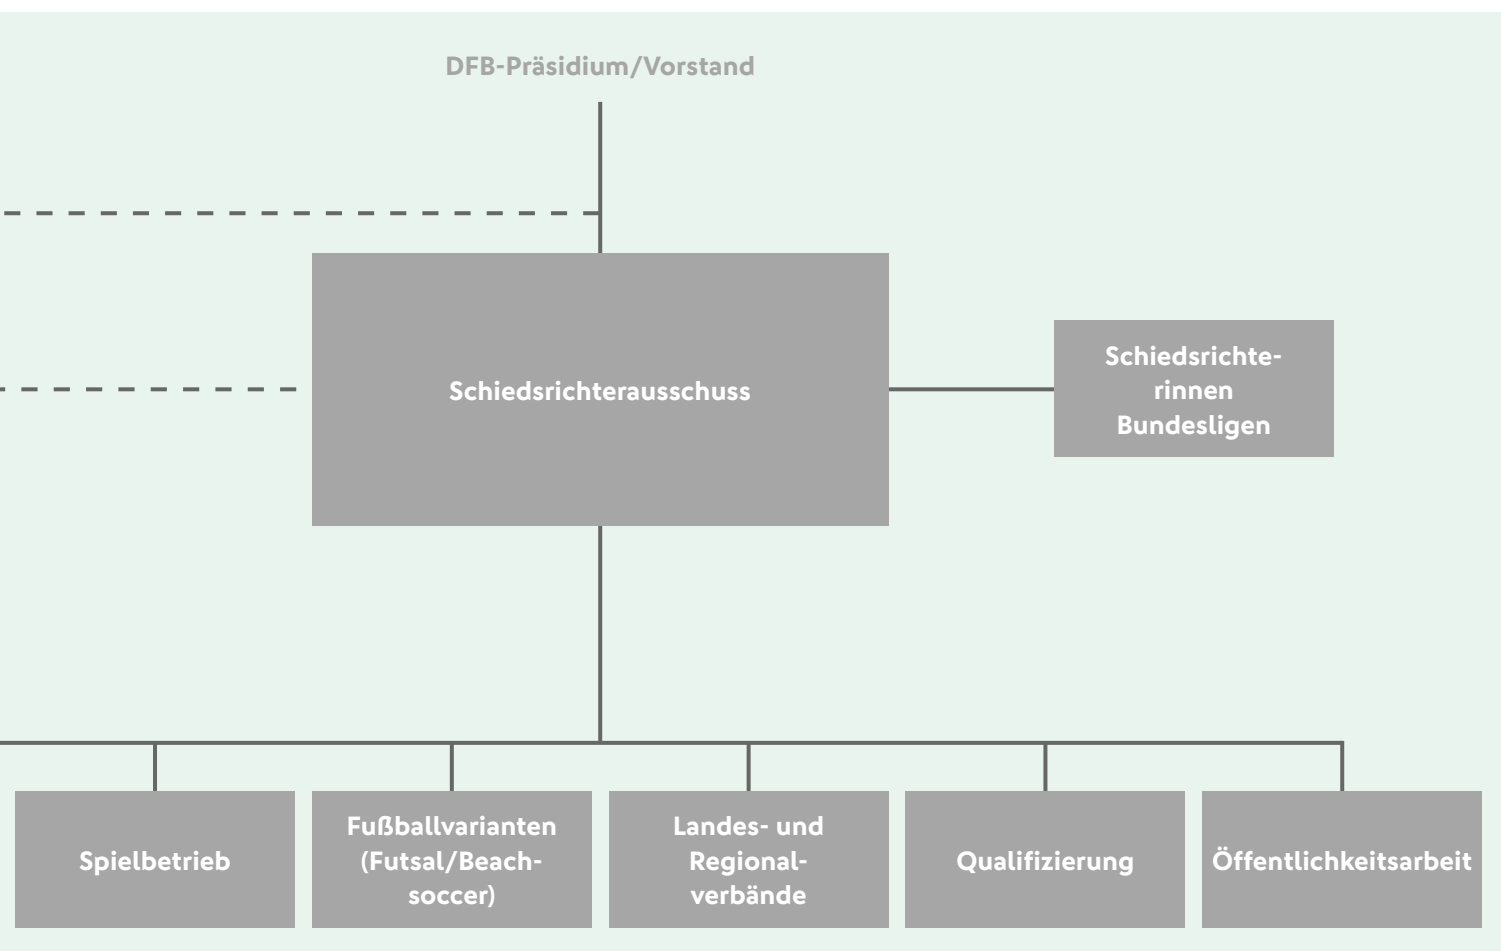 DFB-Präsidium/Vorstand
Schiedsrichterausschuss
Schiedsrichte-
rinnen
Bundesligen
Spielbetrieb
Fußballvarianten
(Futsal/Beach-
soccer)
Landes- und
Regional-
verbände
Qualifizierung
Öffentlichkeitsarbeit